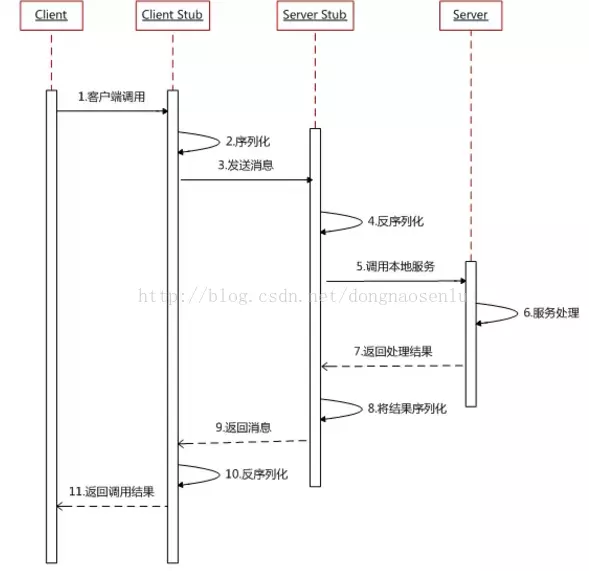 Client
Client Stub
Server Stub
Server
1.客户端调用
2.序列化
3.发送消息
4.反序列化
5.调用本地服务
http://blog.csdn.net/dongnaosenlu
6.服务处理
7.返回处理结果
8.将结果序列化
9.返回消息
10.反序列化
11.返回调用结果